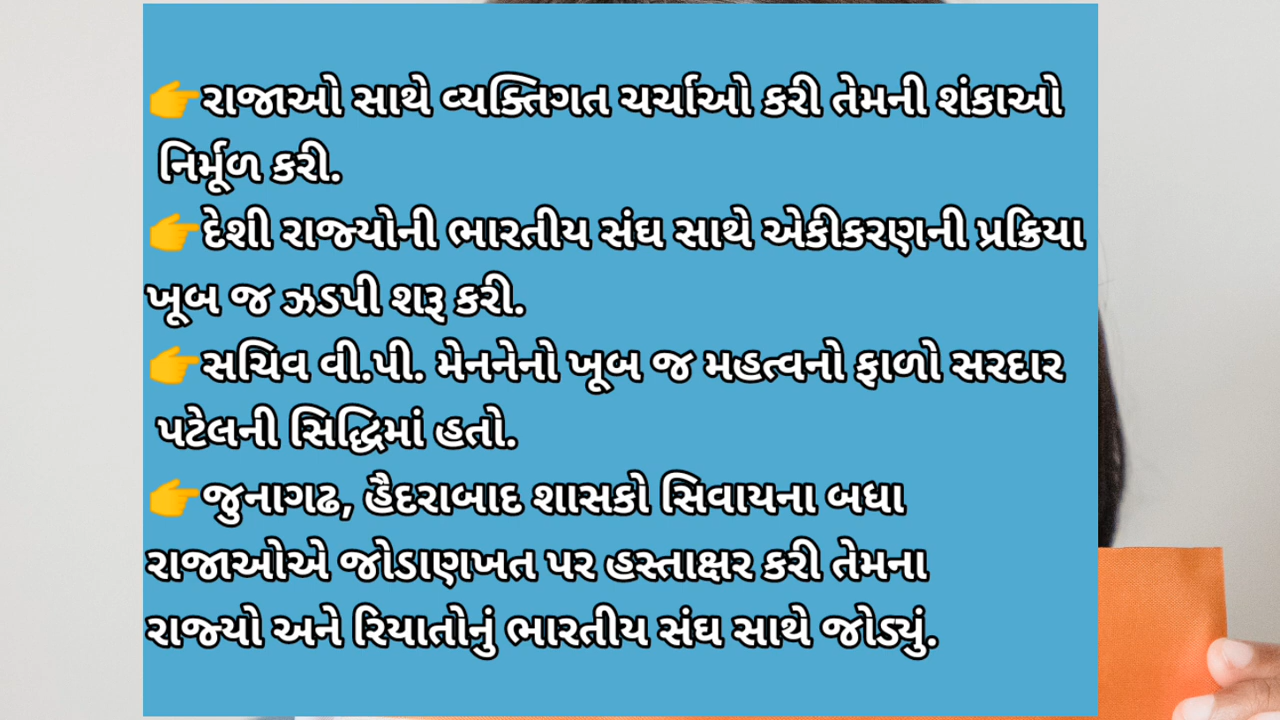 👉રાજાઓ સાથે વ્યક્તિગત ચર્ચાઓ કરી તેમની શંકાઓ
નિર્મૂળ કરી.
👉દેશી રાજ્યોની ભારતીય સંઘ સાથે એકીકરણની પ્રક્રિયા
ખૂબ જ ઝડપી શરૂ કરી.
👉સચિવ વી.પી. મેનનેનો ખૂબ જ મહત્વનો ફાળો સરદાર
પટેલની સિદ્ધિમાં હતો.
👉જુનાગઢ, હૈદરાબાદ શાસકો સિવાયના બધા
રાજાઓએ જોડાણખત પર હસ્તાક્ષર કરી તેમના
રાજ્યો અને રિયાતોનું ભારતીય સંઘ સાથે જોડ્યું.